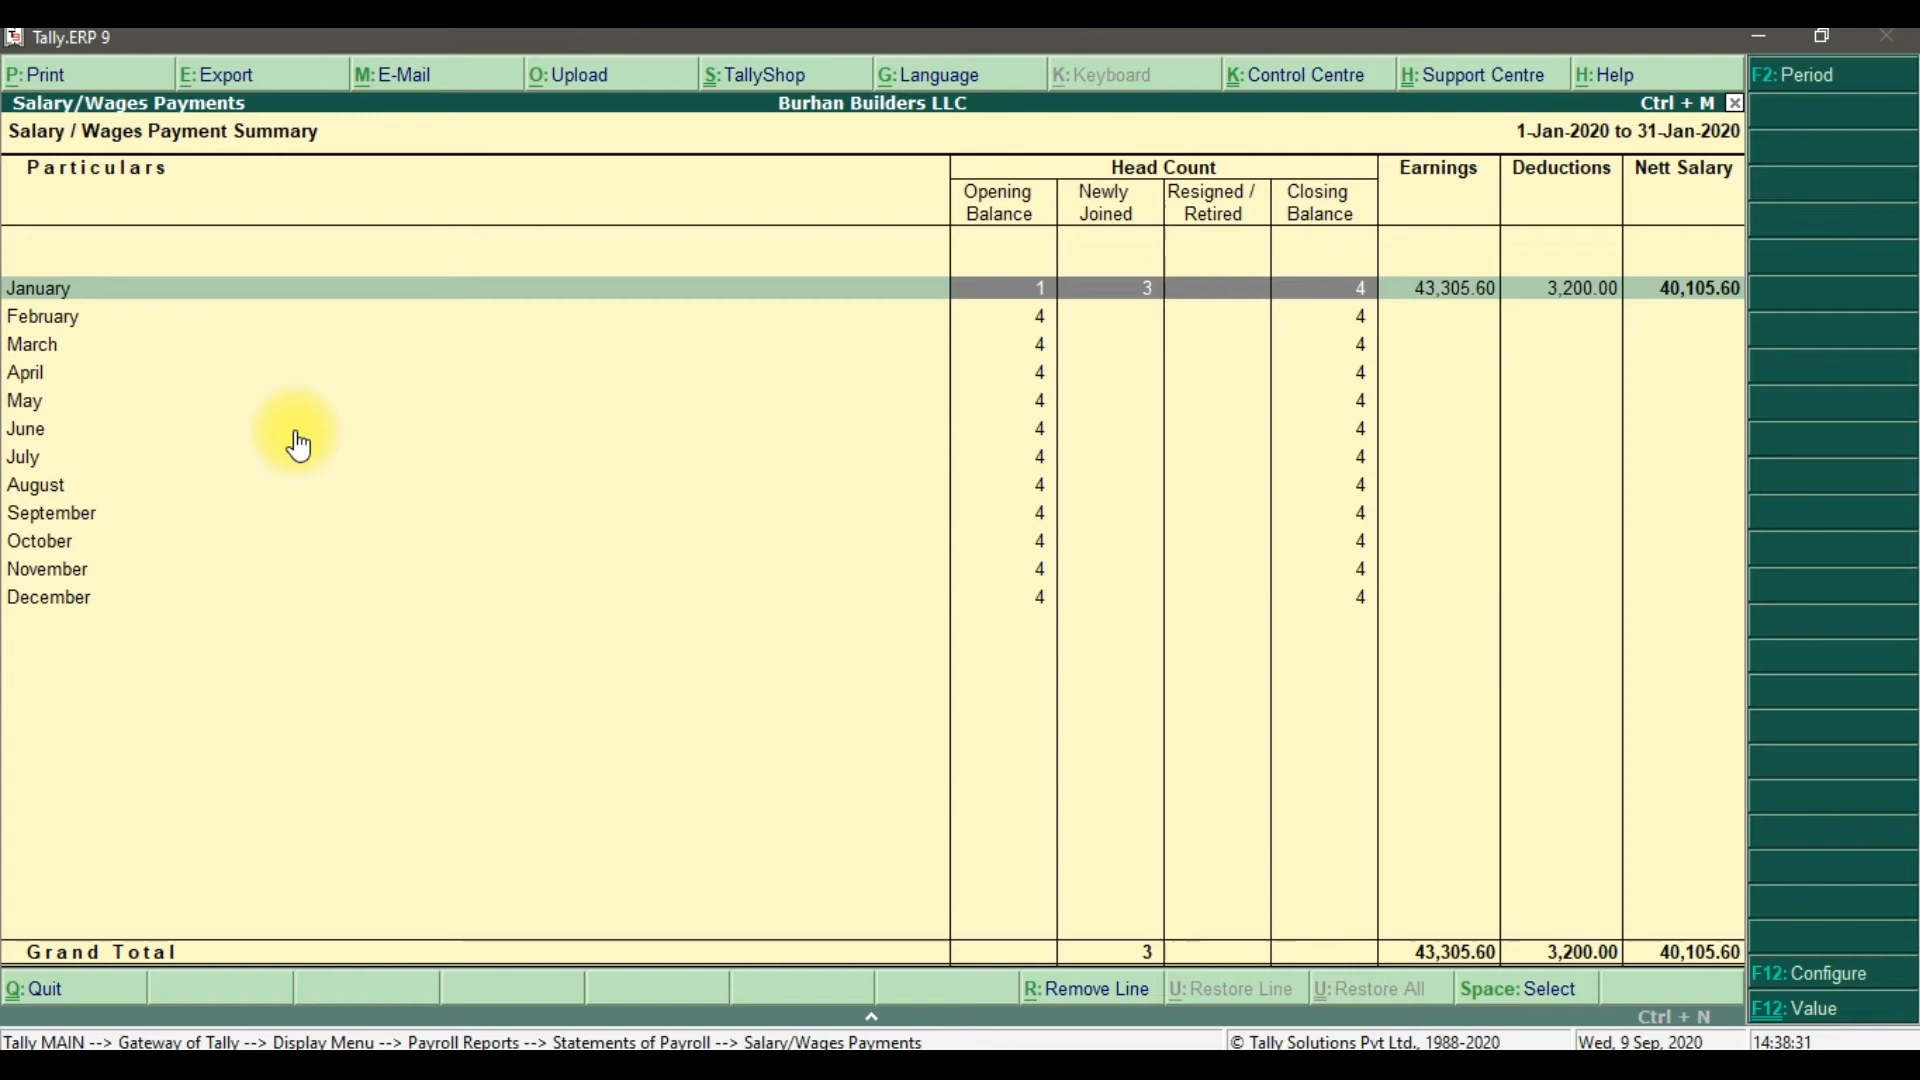 Tally.ERP 9
P: Print E: Export M: E-Mail O: Upload S: TallyShop G: Language K: Keyboard K: Control Centre H: Support Centre H: Help F2: Period
Salary/Wages Payments Burhan Builders LLC Ctrl + M
Salary / Wages Payment Summary 1-Jan-2020 to 31-Jan-2020
Particulars Head Count Earnings Deductions Nett Salary
Opening Newly Resigned / Closing
Balance Joined Retired Balance
January 1 3 4 43,305.60 3,200.00 40,105.60
February 4 4
March 4 4
April 4 4
May 4 4
June 4 4
July 4 4
August 4 4
September 4 4
October 4 4
November 4 4
December 4 4
Grand Total 3 43,305.60 3,200.00 40,105.60
F12: Configure
Q: Quit R: Remove Line U: Restore Line U: Restore All Space: Select
F12: Value
Ctrl + N
Tally MAIN --> Gateway of Tally --> Display Menu --> Payroll Reports --> Statements of Payroll --> Salary/Wages Payments © Tally Solutions Pvt Ltd., 1988-2020 Wed, 9 Sep, 2020 14:38:31